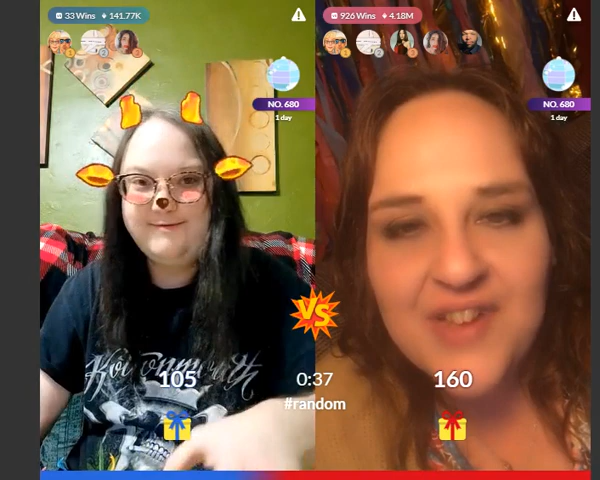 33 Wins 141.77K
926 Wins 4.18M
NO. 680
1 day
NO. 680
1 day
VS
105
0:37
160
#random